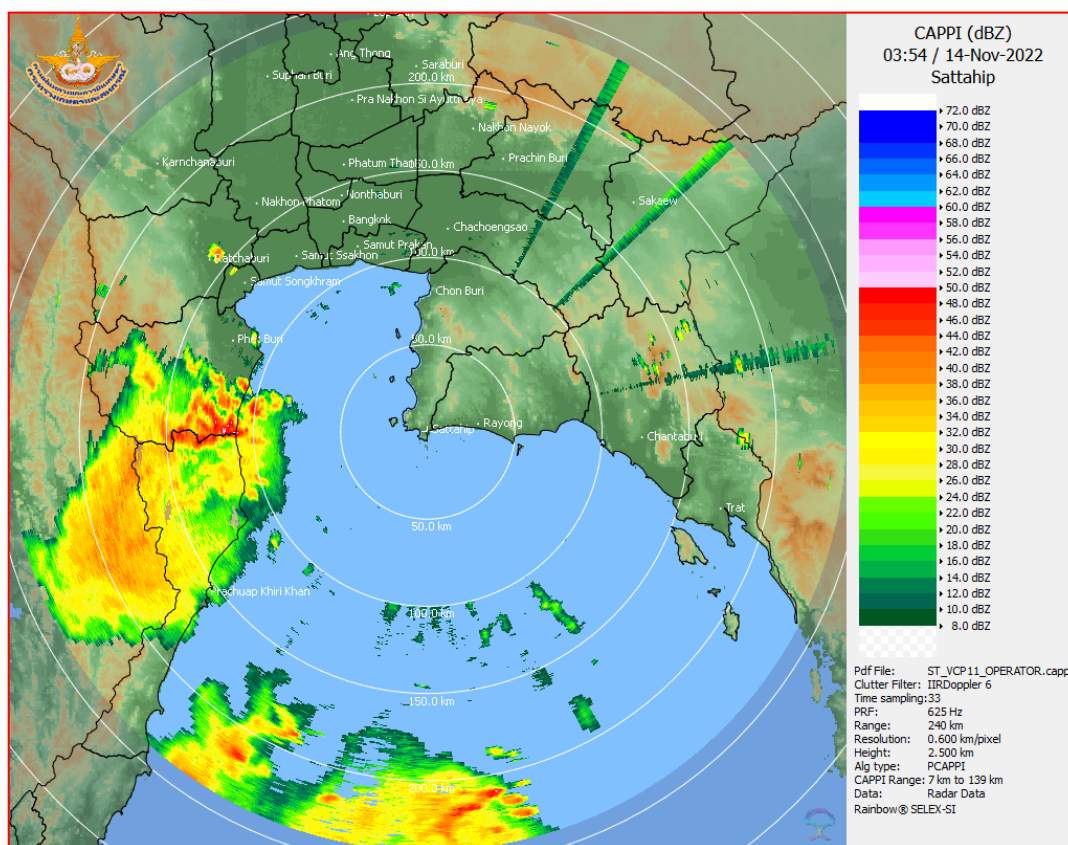 CAPPI (dBZ)
03:54 / 14-Nov-2022
Sattahip
72.0 dBZ
70.0 dBZ
68.0 dBZ
66.0 dBZ
64.0 dBZ
62.0 dBZ
60.0 dBZ
58.0 dBZ
56.0 dBZ
54.0 dBZ
52.0 dBZ
50.0 dBZ
48.0 dBZ
46.0 dBZ
44.0 dBZ
42.0 dBZ
40.0 dBZ
38.0 dBZ
36.0 dBZ
34.0 dBZ
32.0 dBZ
30.0 dBZ
28.0 dBZ
26.0 dBZ
24.0 dBZ
22.0 dBZ
20.0 dBZ
18.0 dBZ
16.0 dBZ
14.0 dBZ
12.0 dBZ
10.0 dBZ
8.0 dBZ
Pdf File: ST_VCP11_OPERATOR.capp
Clutter Filter: IIRDoppler 6
Time sampling:33
PRF: 625 Hz
Range: 240 km
Resolution: 0.600 km/pixel
Height: 2.500 km
Alg type: PCAPPI
CAPPI Range: 7 km to 139 km
Data: Radar Data
Rainbow® SELEX-SI
Ang Thong
Saraburi
Suphan Buri
200.0 km
Pra Nakhon Si Ayuttraya
Nakhon Nayok
Karnchanaburi
Phatum Thani
Prachin Buri
Nakhon Phatom
Nonthaburi
Sakaew
Bangkok
Chachoengsao
Samut Prakan
Ratchaburi
Samut Ssakhon
100.0 km
Samut Songkhram
Chon Buri
Phet Buri
Sattahip
Rayong
Chantaburi
Trat
50.0 km
Prachuap Khiri Khan
100.0 km
150.0 km
200.0 km